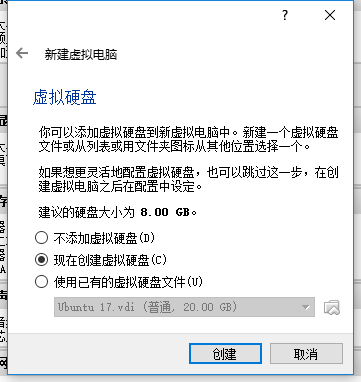 ?
新建虚拟电脑
虚拟硬盘
你可以添加虚拟硬盘到新虚拟电脑中。新建一个虚拟硬盘
文件或从列表或用文件夹图标从其他位置选择一个。
如果想更灵活地配置虚拟硬盘，也可以跳过这一步，在创
建虚拟电脑之后在配置中设定。
建议的硬盘大小为 8.00 GB。
不添加虚拟硬盘(D)
现在创建虚拟硬盘(C)
使用已有的虚拟硬盘文件(U)
Ubuntu 17.vdi (普通, 20.00 GB)
创建
取消